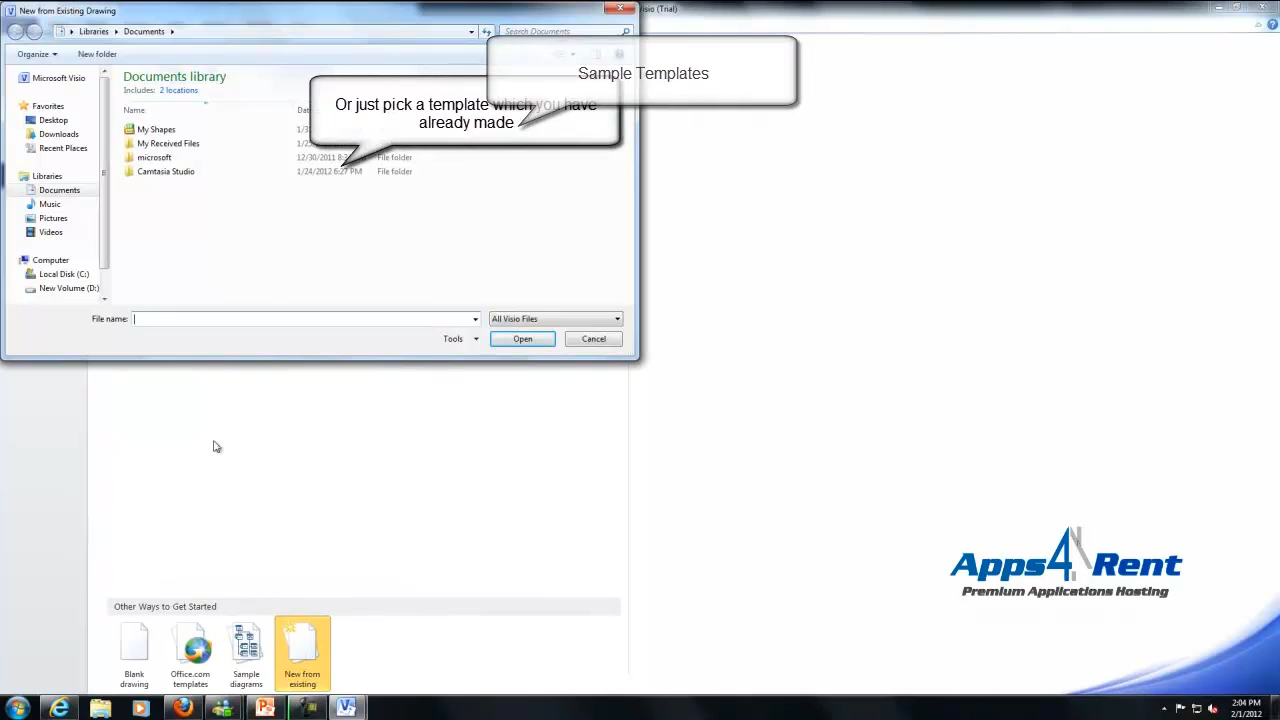 New from Existing Drawing
isio (Trial)
Libraries
Documents
Search Documents
Organize
New folder
Sample Templates
Microsoft Visio
Documents library
Includes: 2 locations
Or just pick a template which you have
already made
Name
Favorites
Desktop
Downloads
Recent Places
My Shapes
My Received Files
microsoft
12/30/2011
File folder
Camtasia Studio
1/24/2012 6:27 PM
File folder
Libraries
Documents
Music
Pictures
Videos
Computer
Local Disk (C:)
New Volume (D:)
File name:
All Visio Files
Tools
Open
Cancel
Apps4Rent
Premium Applications Hosting
Other Ways to Get Started
Blank
drawing
Office.com
templates
Sample
diagrams
New from
existing
2:04 PM
2/1/2012